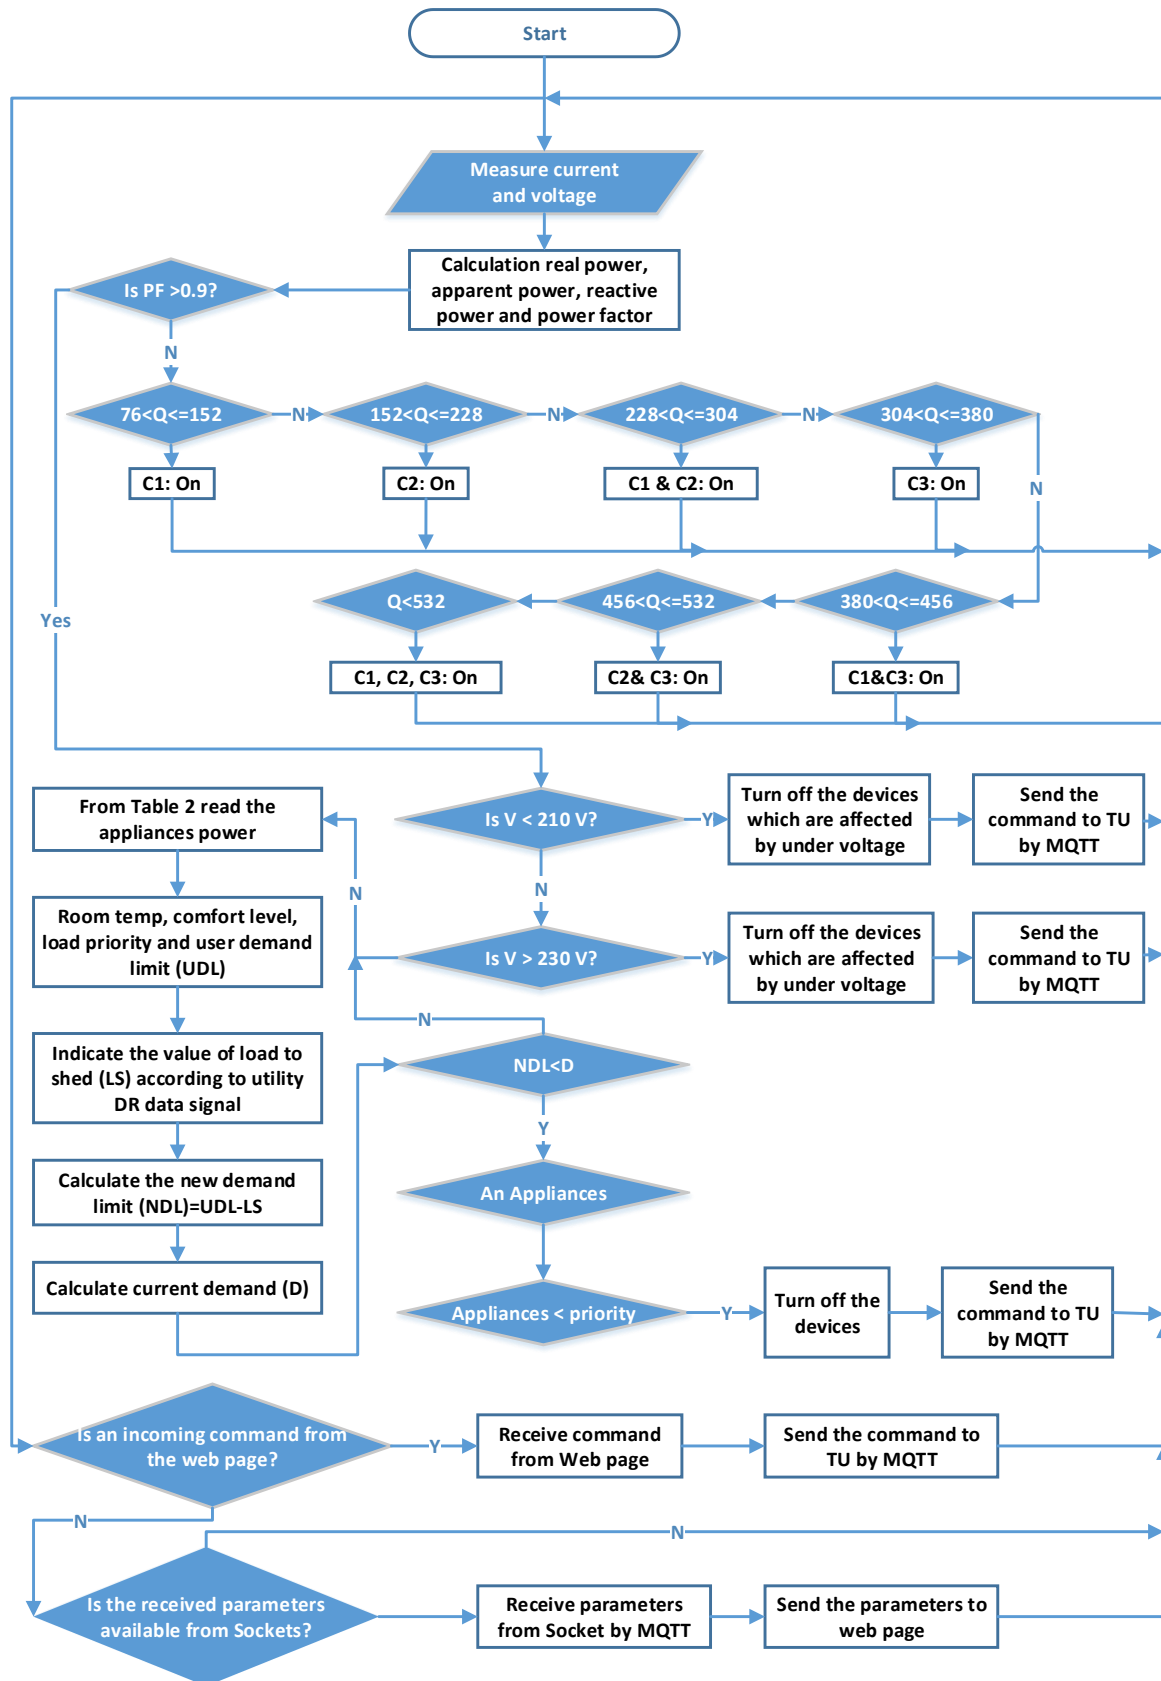 Start
Measure current
and voltage
Calculation real power,
apparent power, reactive
power and power factor
Is PF >0.9?
N
76<Q<=152
N
152<Q<=228
N
228<Q<=304
N
304<Q<=380
C1: On
C2: On
C1 & C2: On
C3: On
N
Q<532
456<Q<=532
380<Q<=456
Yes
C1, C2, C3: On
C2& C3: On
C1&C3: On
From Table 2 read the
appliances power
Is V < 210 V?
Y
Turn off the devices
which are affected
by under voltage
Send the
command to TU
by MQTT
N
N
Room temp, comfort level,
load priority and user demand
limit (UDL)
Is V > 230 V?
Y
Turn off the devices
which are affected
by under voltage
Send the
command to TU
by MQTT
N
Indicate the value of load to
shed (LS) according to utility
DR data signal
NDL<D
Y
Calculate the new demand
limit (NDL)=UDL-LS
An Appliances
Calculate current demand (D)
Appliances < priority
Y
Turn off the
devices
Send the
command to TU
by MQTT
Is an incoming command from
the web page?
Y
Receive command
from Web page
Send the command to
TU by MQTT
N
N
Is the received parameters
available from Sockets?
Receive parameters
from Socket by MQTT
Send the parameters to
web page